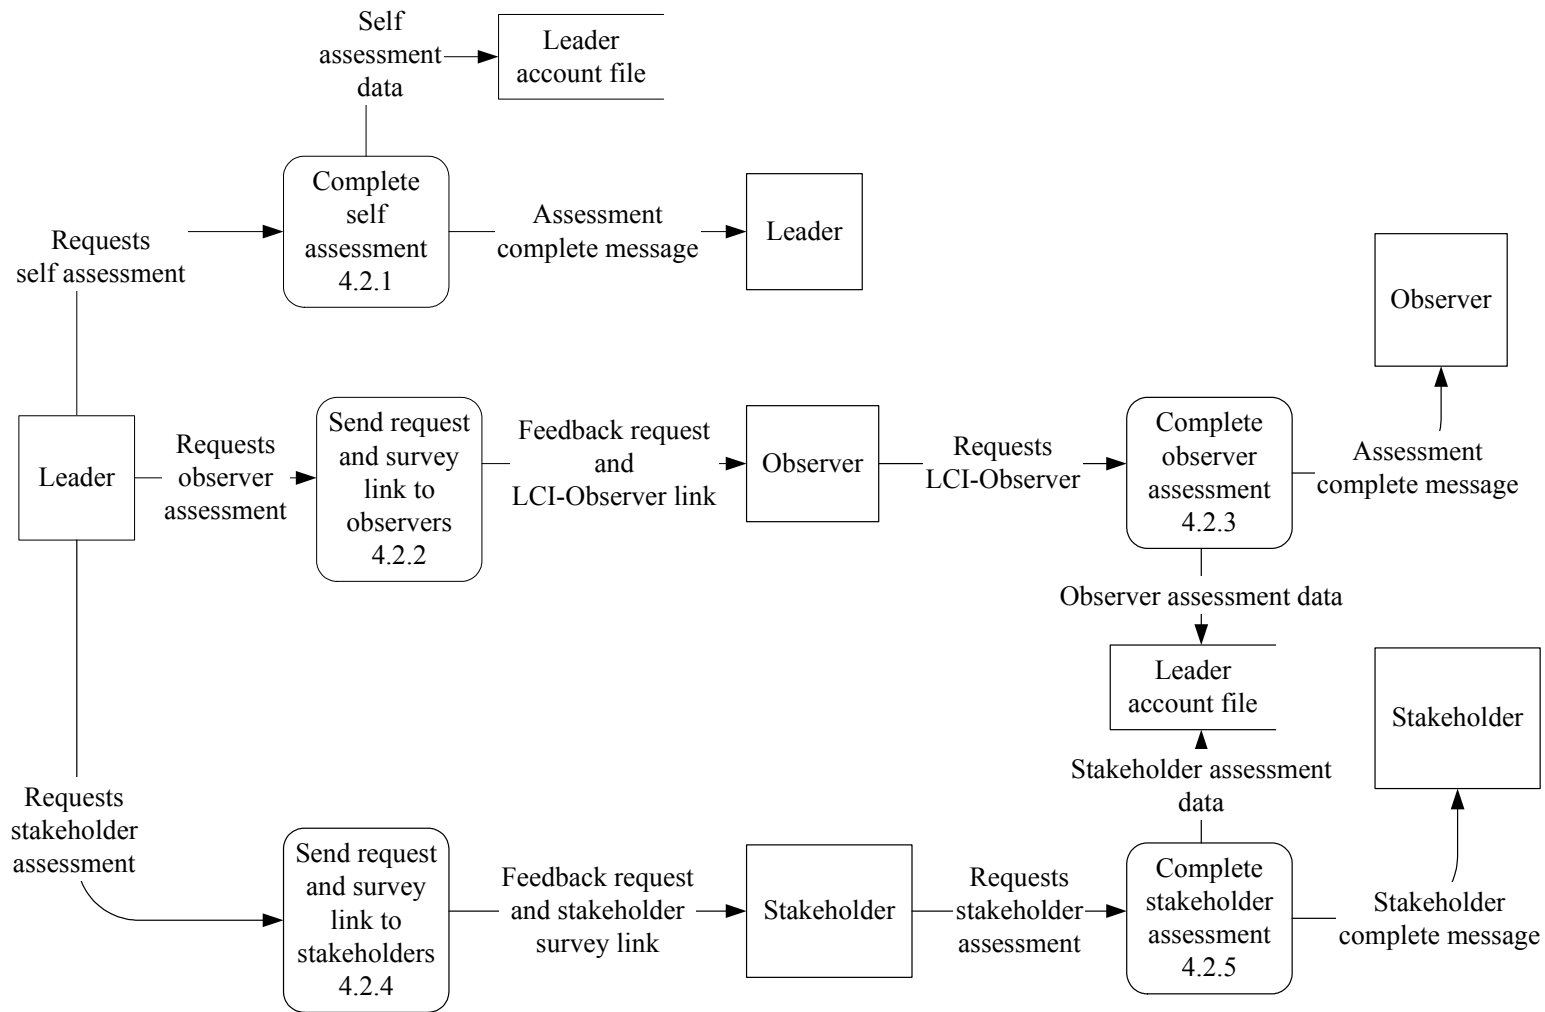 Self
assessment
data
Leader
account file
Complete
self
assessment
4.2.1
Assessment
complete message
Leader
Requests
self assessment
Observer
Leader
Requests
observer
assessment
Send request
and survey
link to
observers
4.2.2
Feedback request
and
LCI-Observer link
Observer
Requests
LCI-Observer
Complete
observer
assessment
4.2.3
Assessment
complete message
Observer assessment data
Leader
account file
Stakeholder
Stakeholder assessment
data
Requests
stakeholder
assessment
Send request
and survey
link to
stakeholders
4.2.4
Feedback request
and stakeholder
survey link
Stakeholder
Requests
stakeholder
assessment
Complete
stakeholder
assessment
4.2.5
Stakeholder
complete message